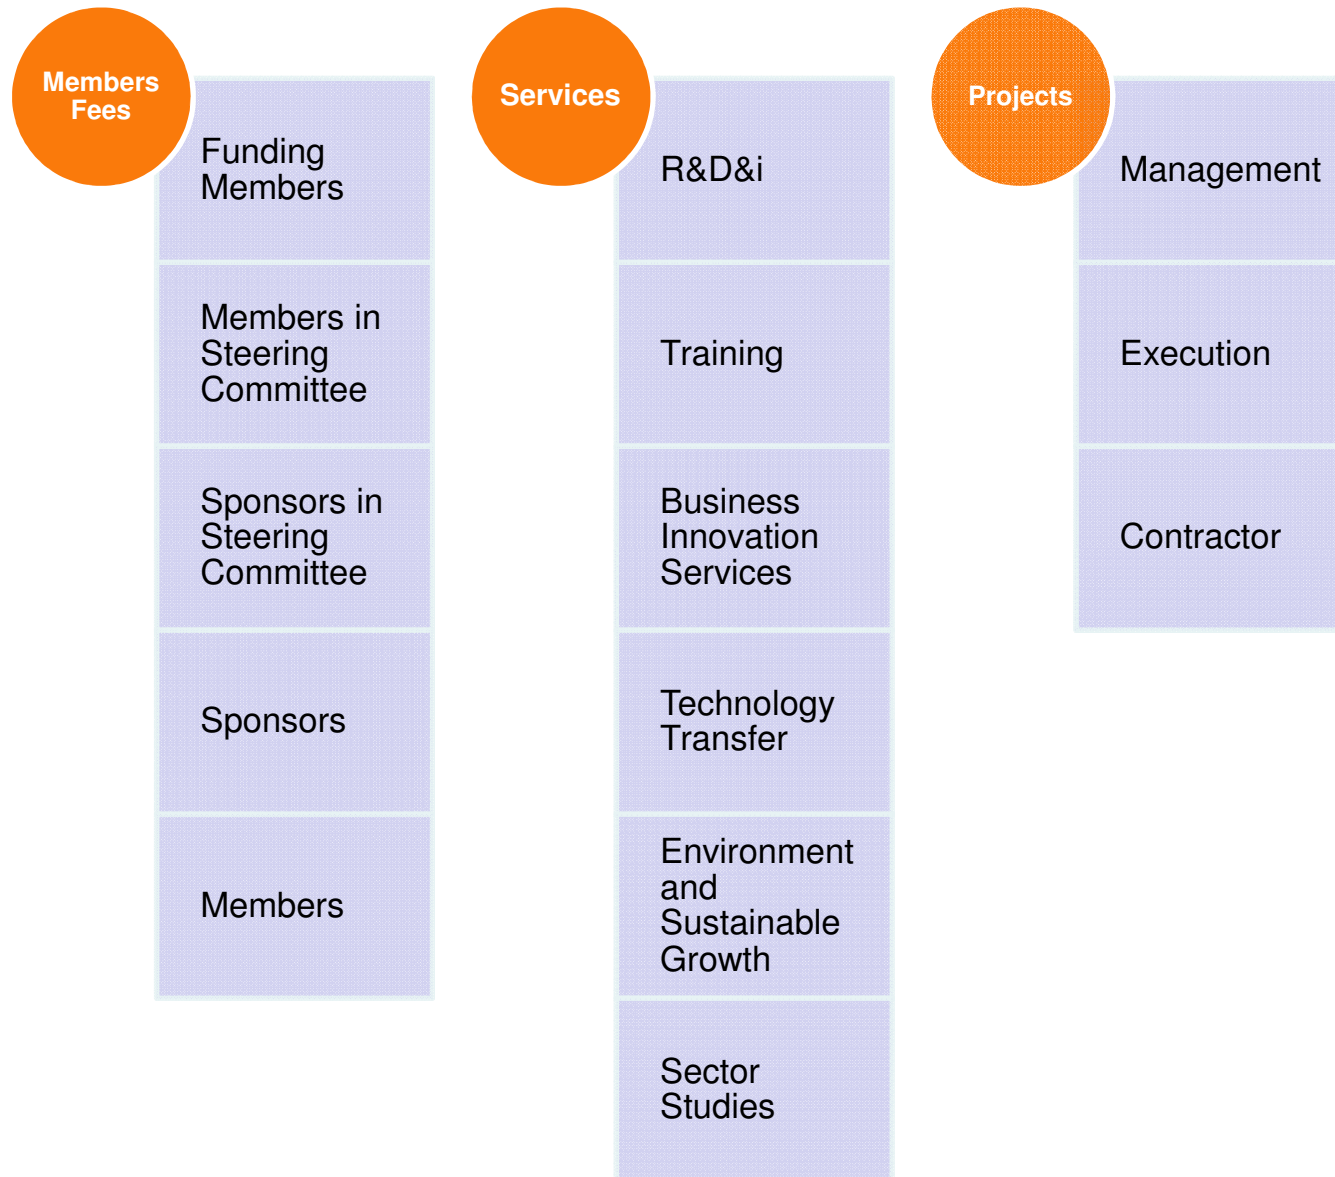 Members
Fees
Funding
Members
Members in
Steering
Committee
Sponsors in
Steering
Committee
Sponsors
Members
Services
R&D&i
Training
Business
Innovation
Services
Technology
Transfer
Environment
and
Sustainable
Growth
Sector
Studies
Projects
Management
Execution
Contractor